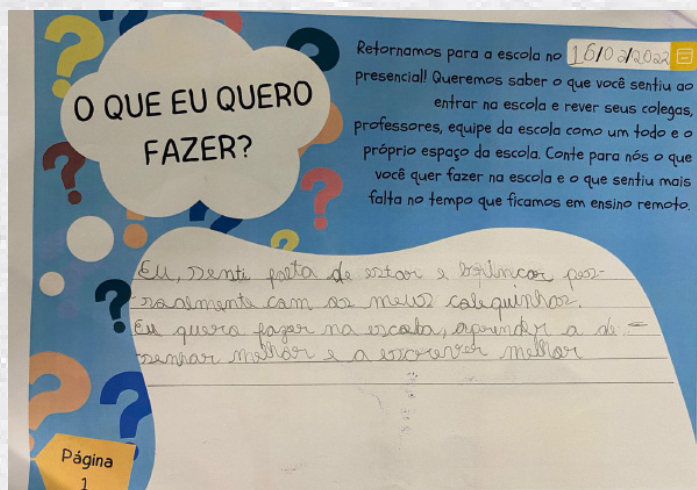 O QUE EU QUERO
FAZER?
Retornamos para a escola no 16/02/2022
presencial! Queremos saber o que você sentiu ao
entrar na escola e rever seus colegas,
professores, equipe da escola como um todo e o
próprio espaço da escola. Conte para nós o que
você quer fazer na escola e o que sentiu mais
falta no tempo que ficamos em ensino remoto.
Eu, senti falta de estar e brincar pes-
soalmente com os meus coleguinhas.
Eu quero fazer na escola, aprender a de-
senhar melhor e a escrever melhor
Página
1